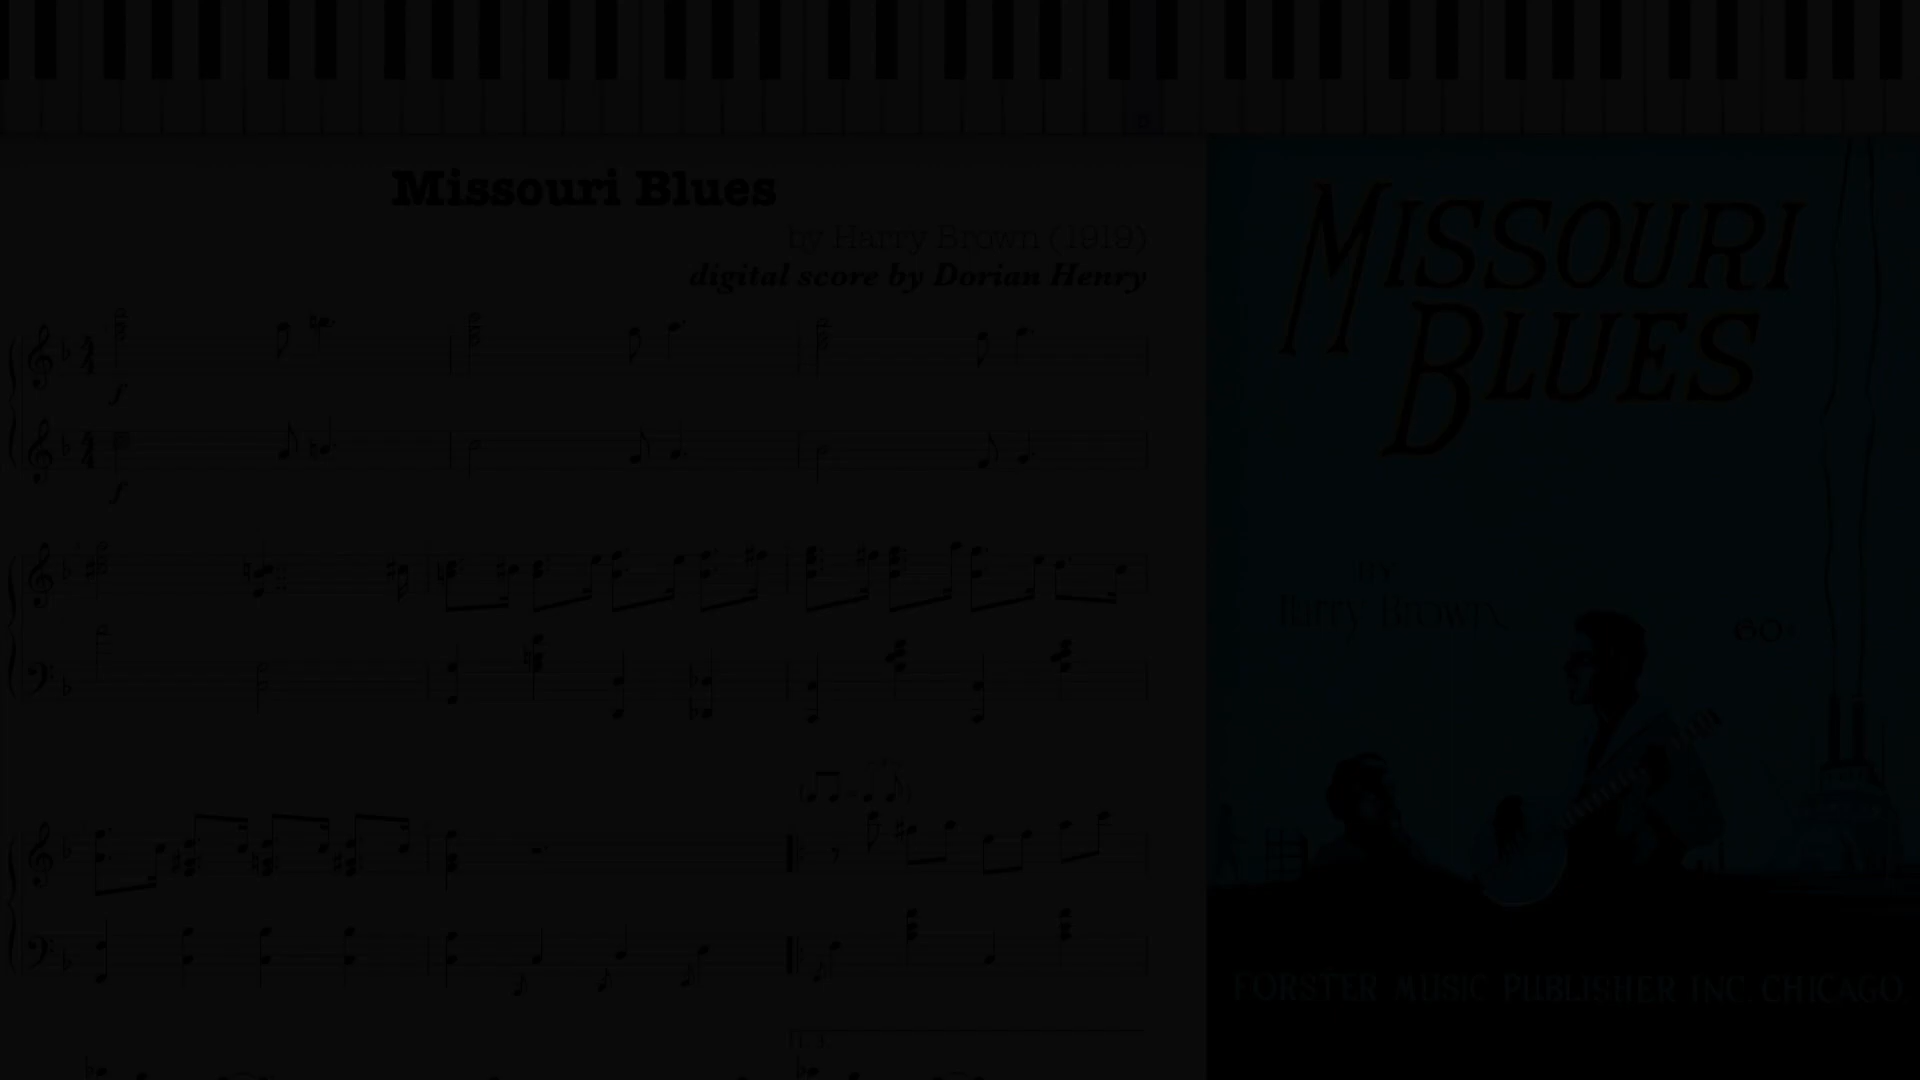 Missouri Blues
by Harry Brown (1919)
digital score by Dorian Henry
MISSOURI
BLUES
BY
Harry Brown
60
FORSTER MUSIC PUBLISHER INC. CHICAGO.